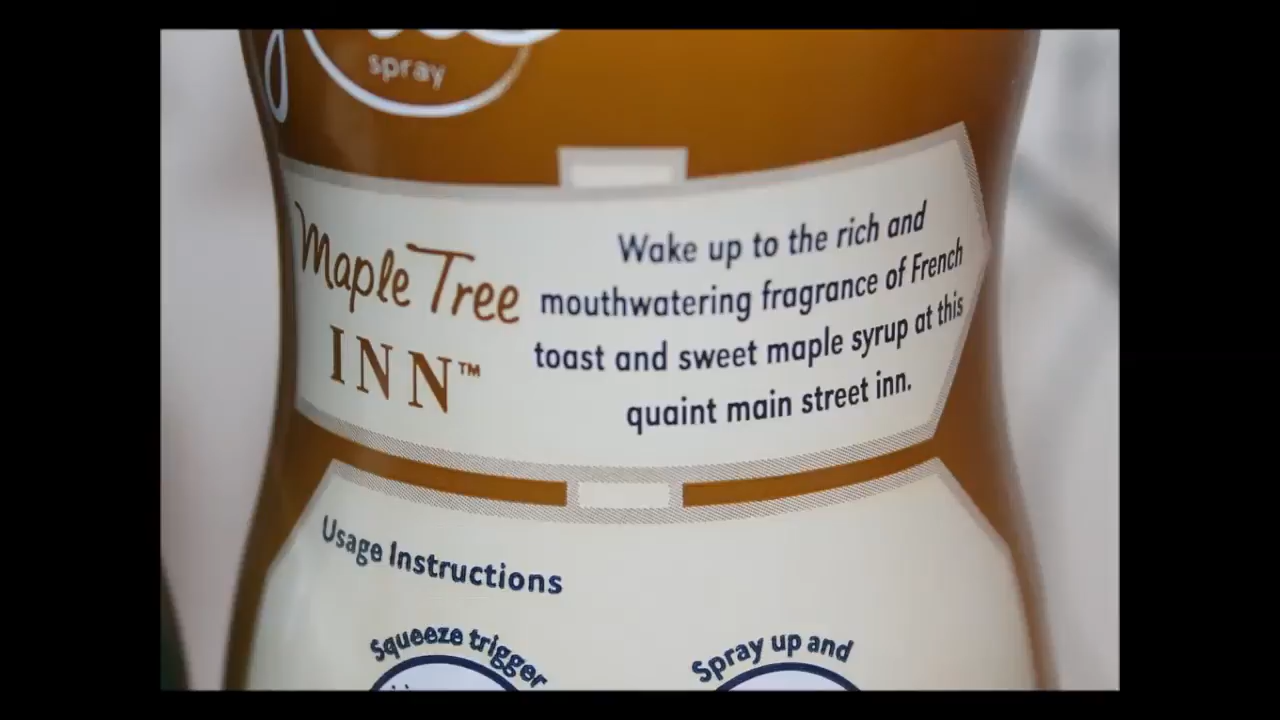 spray
Maple Tree
INN™
Wake up to the rich and
mouthwatering fragrance of French
toast and sweet maple syrup at this
quaint main street inn.
Usage Instructions
Squeeze trigger
Spray up and